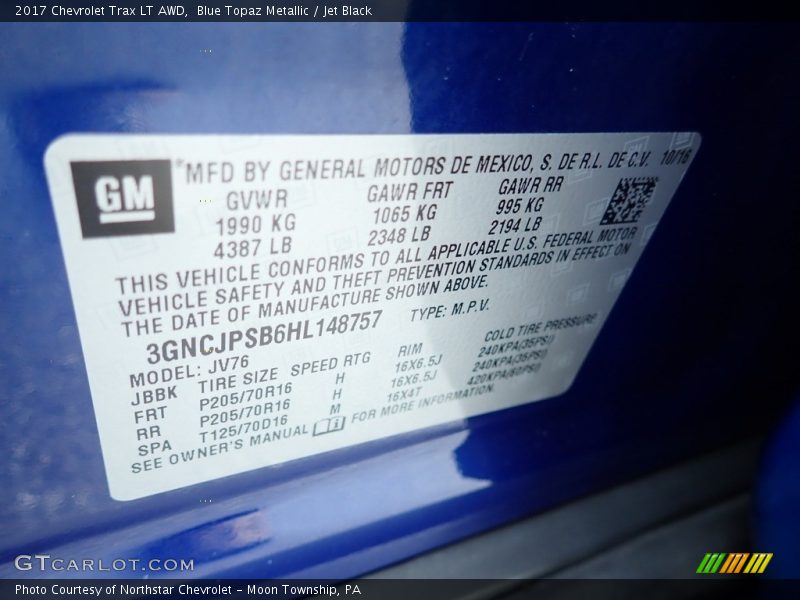 2017 Chevrolet Trax LT AWD,  Blue Topaz Metallic / Jet Black
GM
*MFD BY GENERAL MOTORS DE MEXICO, S. DE R.L. DE C.V. 10/16
GVWR GAWR FRT GAWR RR
1990 KG 1065 KG 995 KG
4387 LB 2348 LB 2194 LB
THIS VEHICLE CONFORMS TO ALL APPLICABLE U.S. FEDERAL MOTOR
VEHICLE SAFETY AND THEFT PREVENTION STANDARDS IN EFFECT ON
THE DATE OF MANUFACTURE SHOWN ABOVE.
3GNCJPSB6HL148757 TYPE: M.P.V.
MODEL: JV76
JBBK TIRE SIZE SPEED RTG RIM COLD TIRE PRESSURE
FRT P205/70R16 H 16X6.5J 240KPA(35PSI)
RR P205/70R16 H 16X6.5J 240KPA(35PSI)
SPA T125/70D16 M 16X4T 420KPA(60PSI)
SEE OWNER'S MANUAL FOR MORE INFORMATION.
GTCARLOT.COM
Photo Courtesy of Northstar Chevrolet - Moon Township, PA